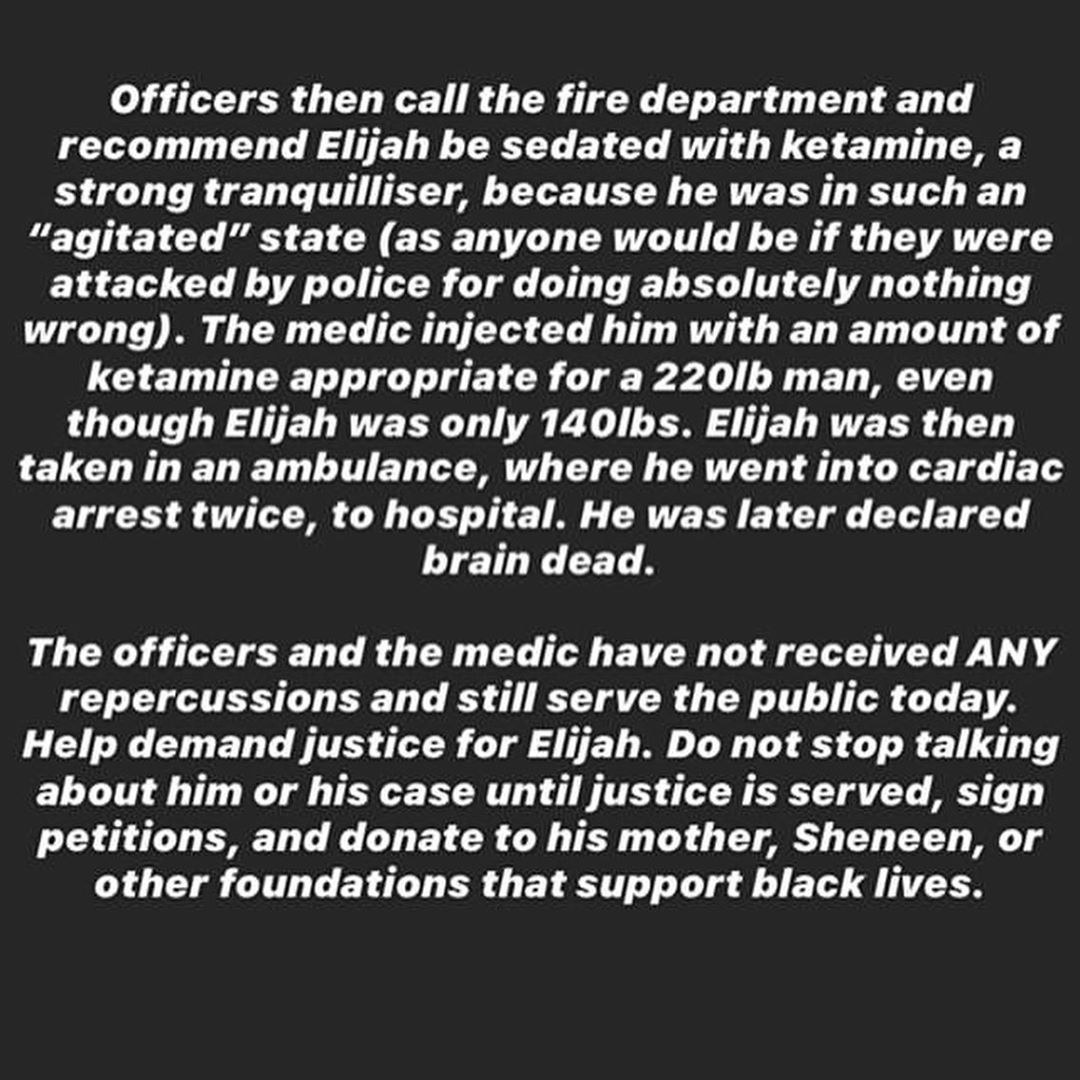 Officers then call the fire department and
recommend Elijah be sedated with ketamine, a
strong tranquilliser, because he was in such an
“agitated” state (as anyone would be if they were
attacked by police for doing absolutely nothing
wrong). The medic injected him with an amount of
ketamine appropriate for a 220lb man, even
though Elijah was only 140lbs. Elijah was then
taken in an ambulance, where he went into cardiac
arrest twice, to hospital. He was later declared
brain dead.
The officers and the medic have not received ANY
repercussions and still serve the public today.
Help demand justice for Elijah. Do not stop talking
about him or his case until justice is served, sign
petitions, and donate to his mother, Sheneen, or
other foundations that support black lives.